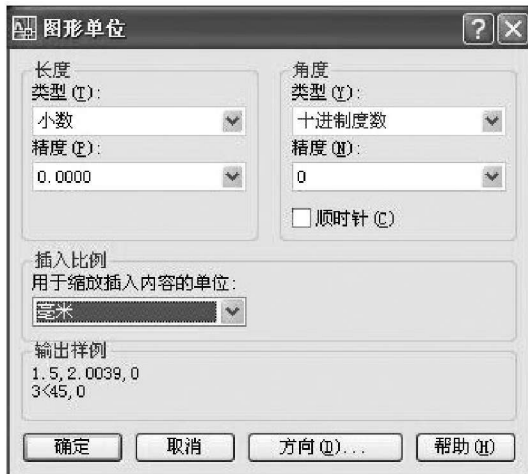 图形单位
长度
类型(T):
小数
精度(P):
0.0000
角度
类型(Y):
十进制度数
精度(N):
0
顺时针(C)
插入比例
用于缩放插入内容的单位:
毫米
输出样例
1.5,2.0039,0
3<45,0
确定 取消 方向(D)... 帮助(H)